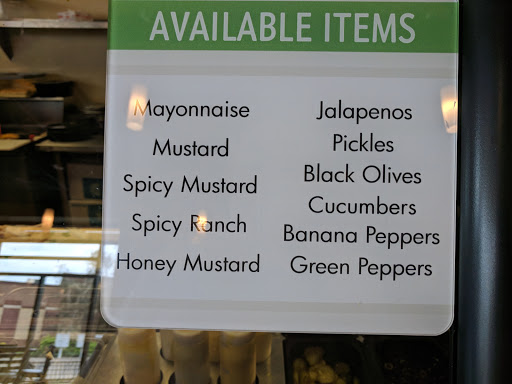 AVAILABLE ITEMS
Mayonnaise
Mustard
Spicy Mustard
Spicy Ranch
Honey Mustard
Jalapenos
Pickles
Black Olives
Cucumbers
Banana Peppers
Green Peppers